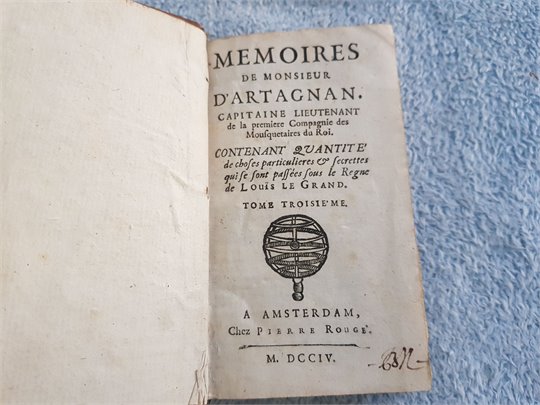 MEMOIRES
DE MONSIEUR
D'ARTAGNAN.
CAPITAINE LIEUTENANT
de la premiere Compagnie des
Mousquetaires du Roi.
CONTENANT QUANTITE'
de choses particulieres & secrettes
qui se sont passées sous le Regne
de LOUIS LE GRAND.
TOME TROISIE'ME.
A AMSTERDAM,
Chez PIERRE ROUGE'.
M. DCCIV.